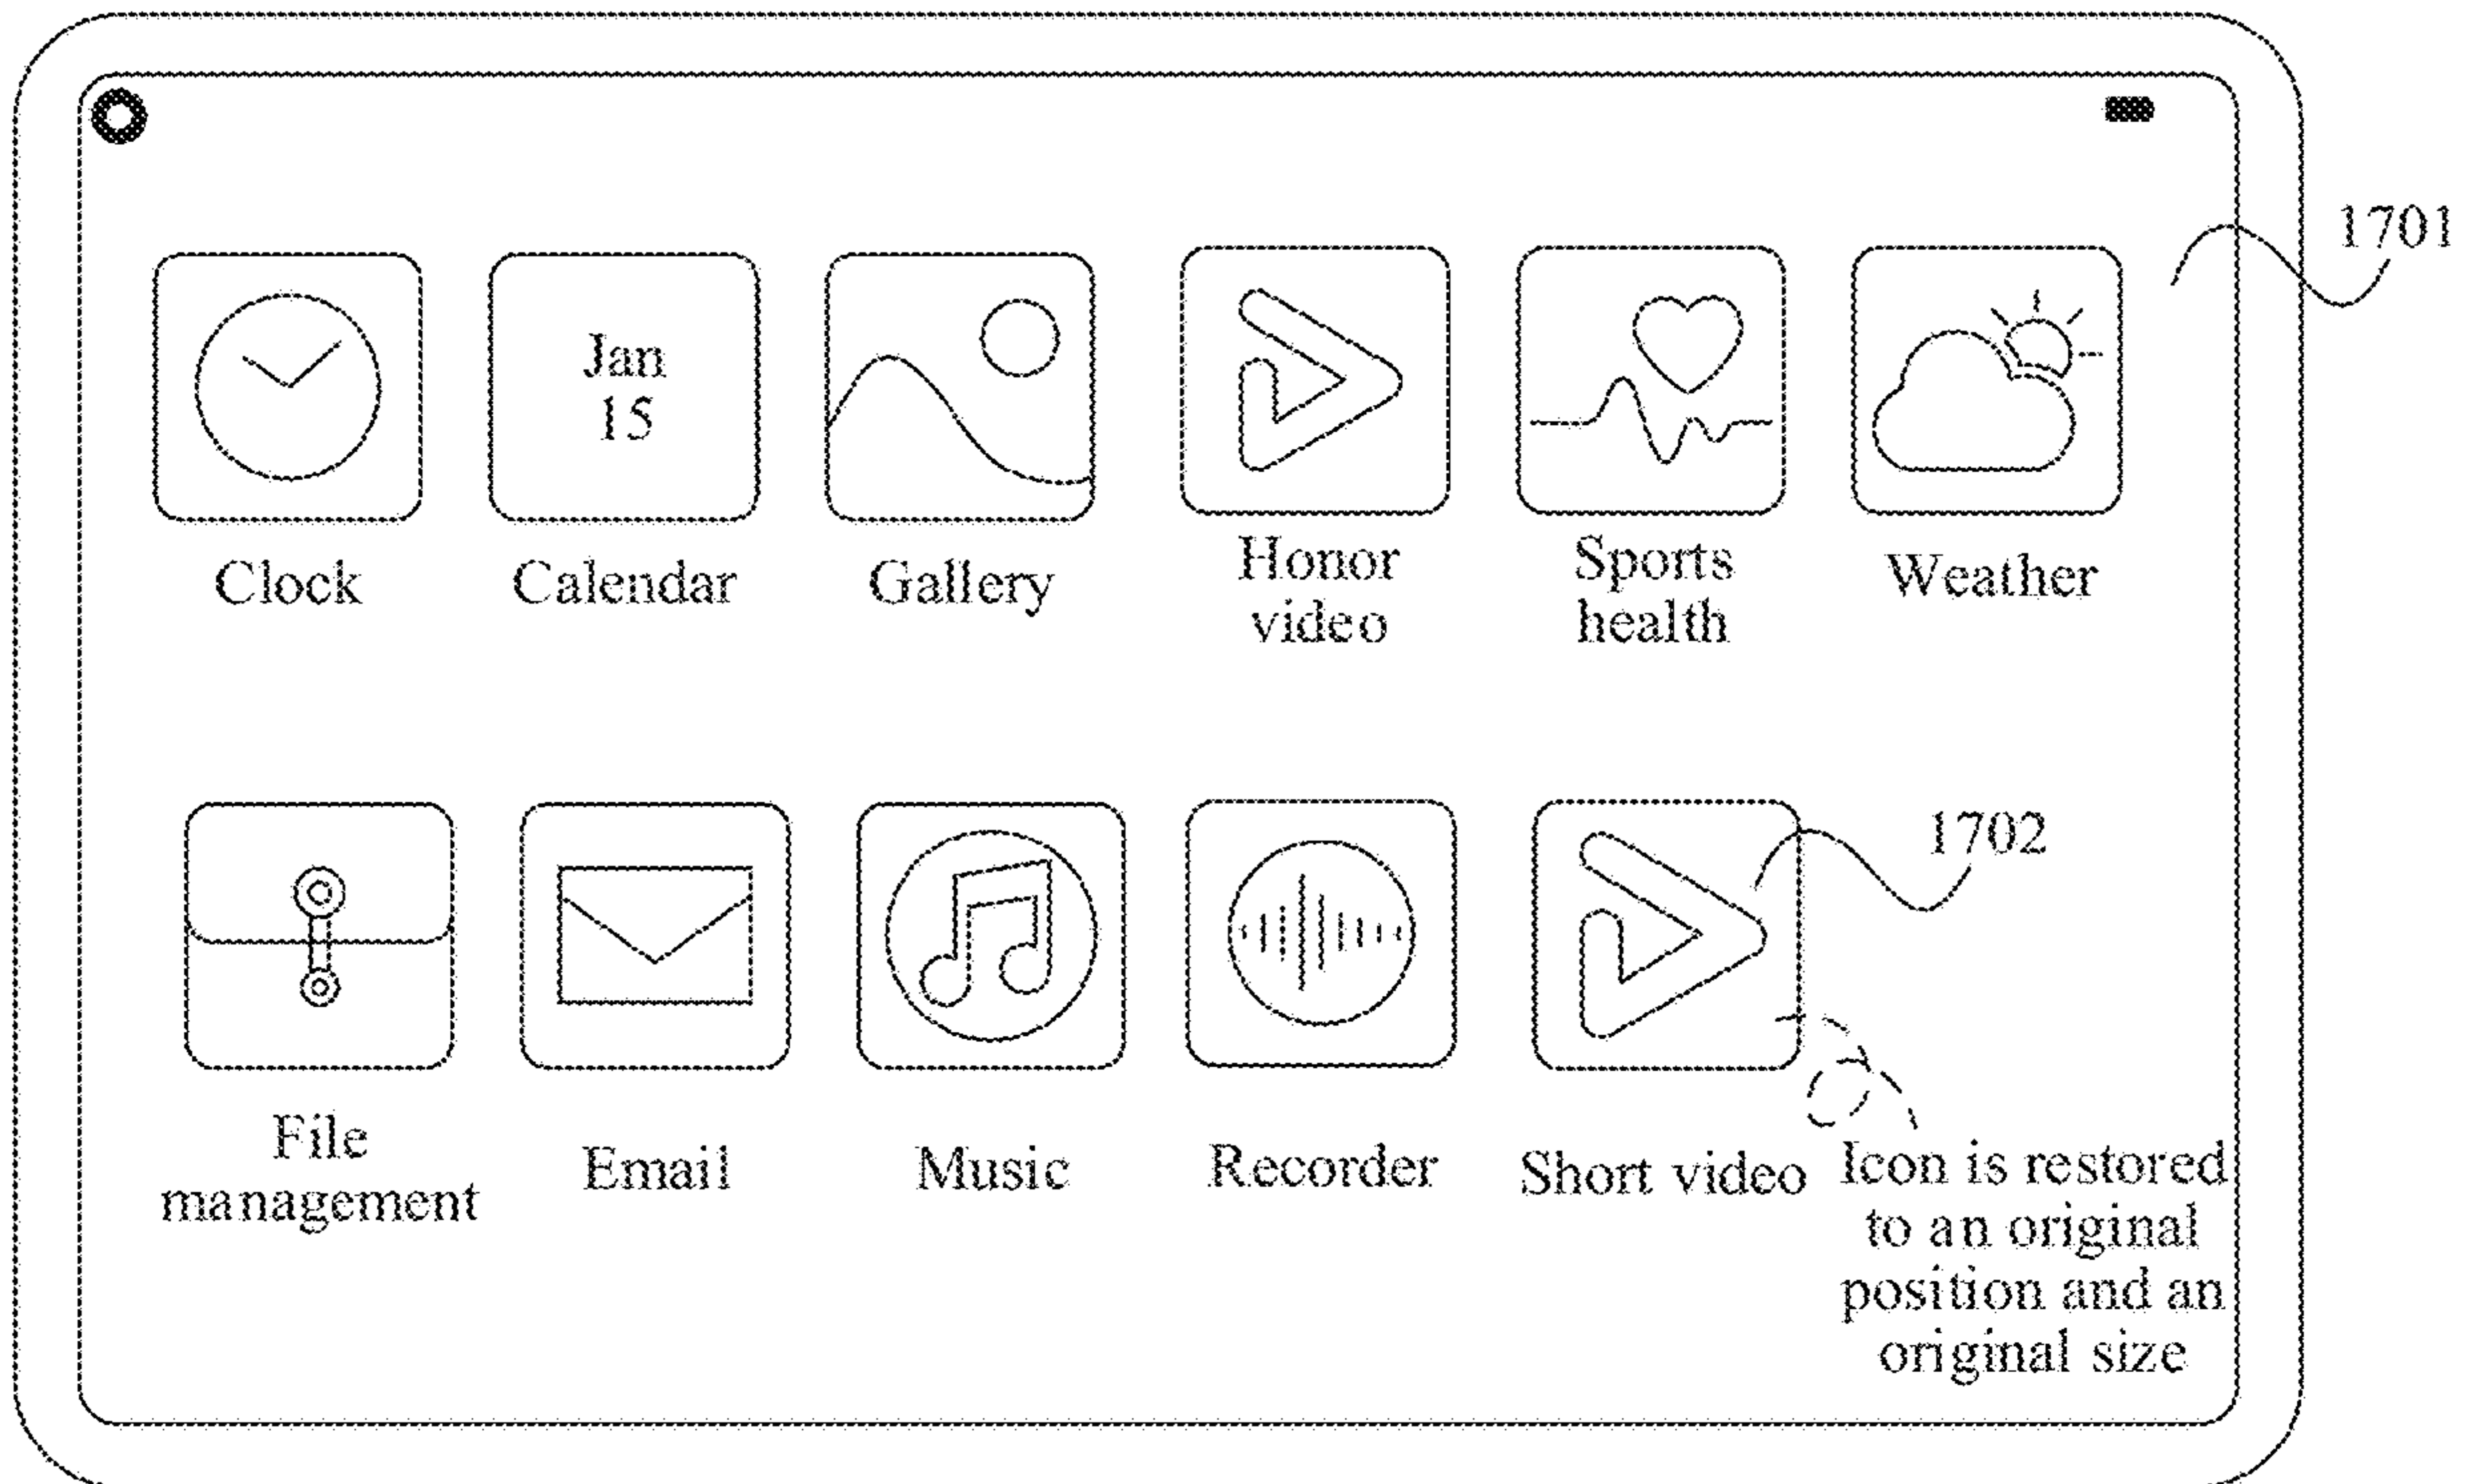 1701
Jan
15
Clock
Calendar
Gallery
Honor
video
Sports
health
Weather
1702
File
management
Email
Music
Recorder
Short video
Icon is restored
to an original
position and an
original size